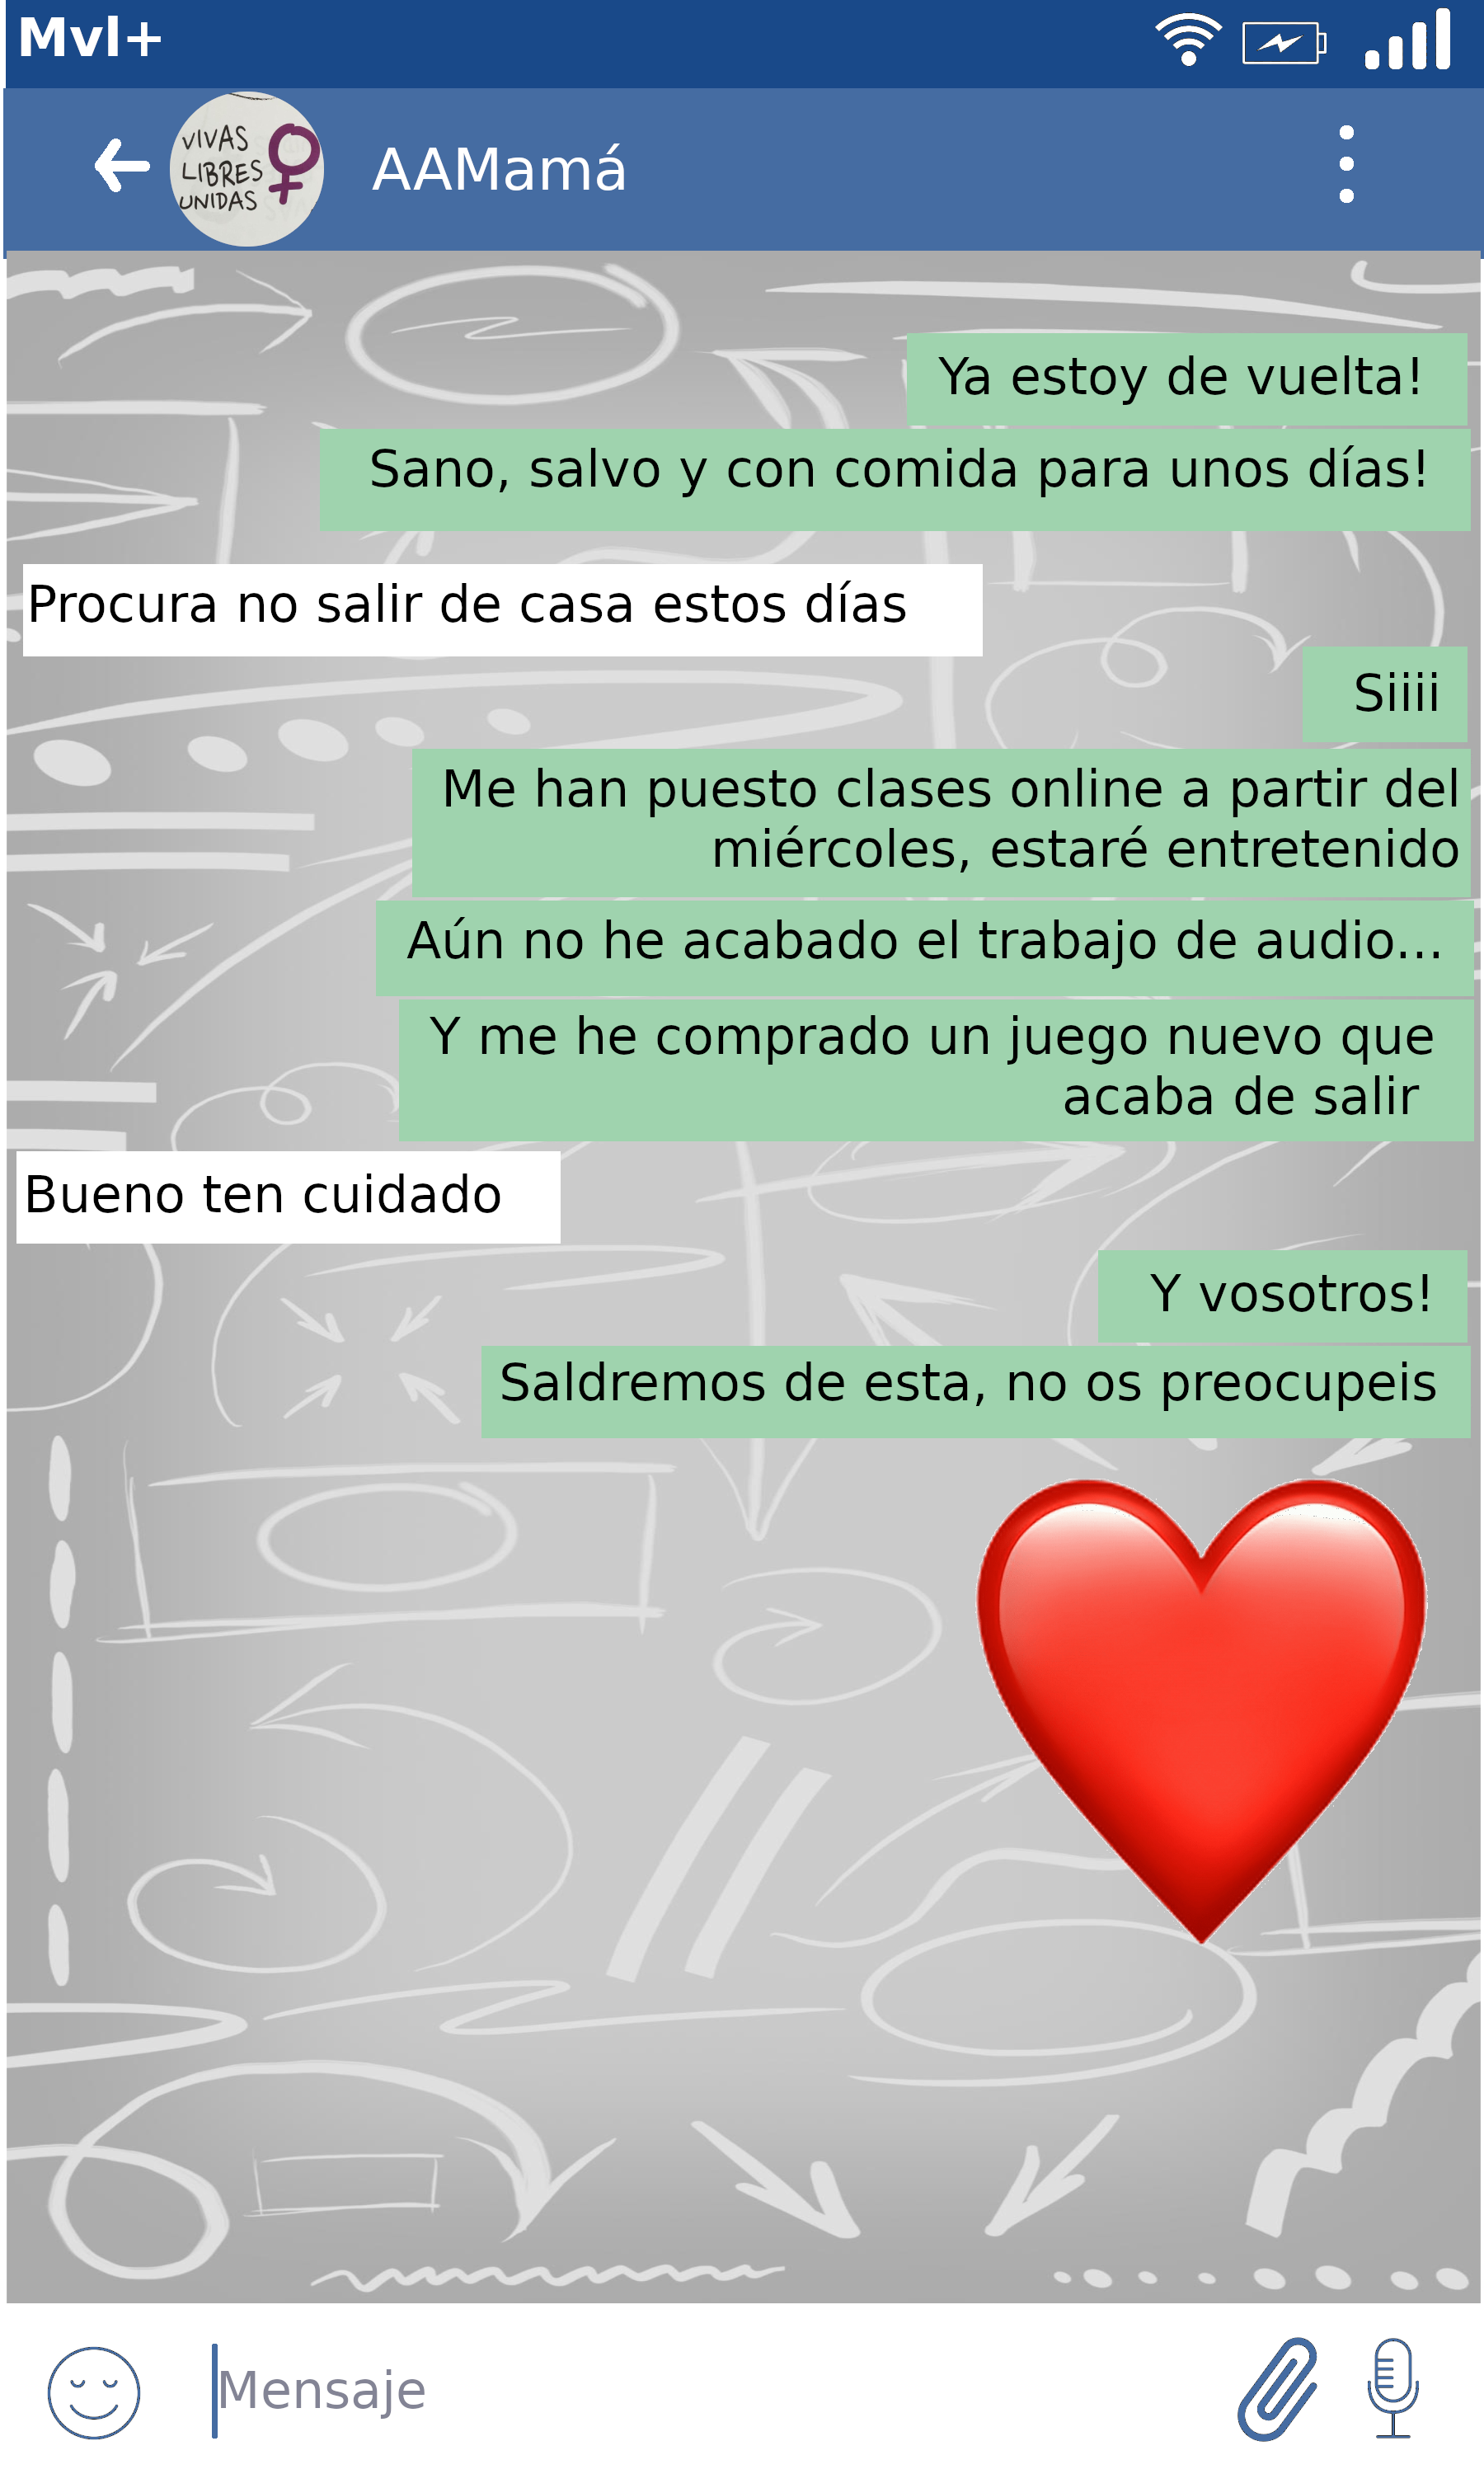 Mvl+
VIVAS
LIBRES
UNIDAS
AAMamá
Ya estoy de vuelta!
Sano, salvo y con comida para unos días!
Procura no salir de casa estos días
Siiii
Me han puesto clases online a partir del
miércoles, estaré entretenido
Aún no he acabado el trabajo de audio...
Y me he comprado un juego nuevo que
acaba de salir
Bueno ten cuidado
Y vosotros!
Saldremos de esta, no os preocupeis
Mensaje